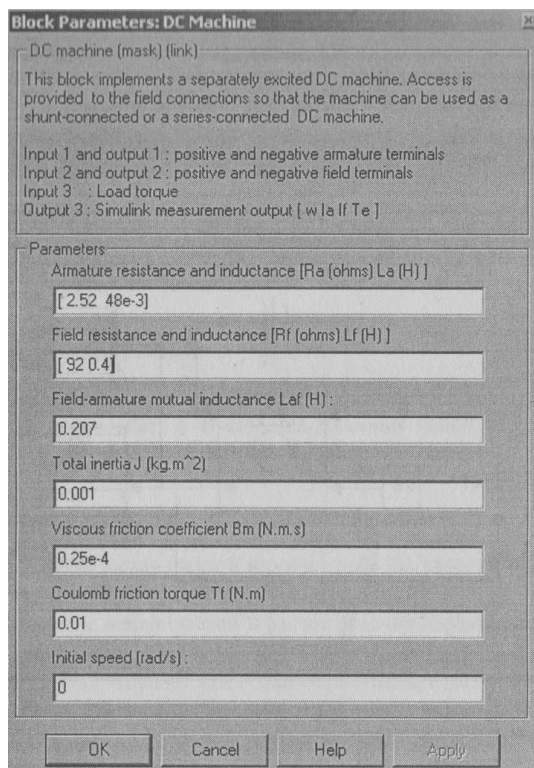 Block Parameters: DC Machine
DC machine (mask) (link)
This block implements a separately excited DC machine. Access is
provided to the field connections so that the machine can be used as a
shunt-connected or a series-connected DC machine.
Input 1 and output 1 : positive and negative armature terminals
Input 2 and output 2 : positive and negative field terminals
Input 3 : Load torque
Output 3 : Simulink measurement output [ w Ia If Te ]
Parameters
Armature resistance and inductance [Ra (ohms) La (H) ]
[ 2.52 48e-3]
Field resistance and inductance [Rf (ohms) Lf (H) ]
[ 92 0.4]
Field-armature mutual inductance Laf (H) :
0.207
Total inertia J (kg.m^2)
0.001
Viscous friction coefficient Bm (N.m.s)
0.25e-4
Coulomb friction torque Tf (N.m)
0.01
Initial speed (rad/s) :
0
OK Cancel Help Apply